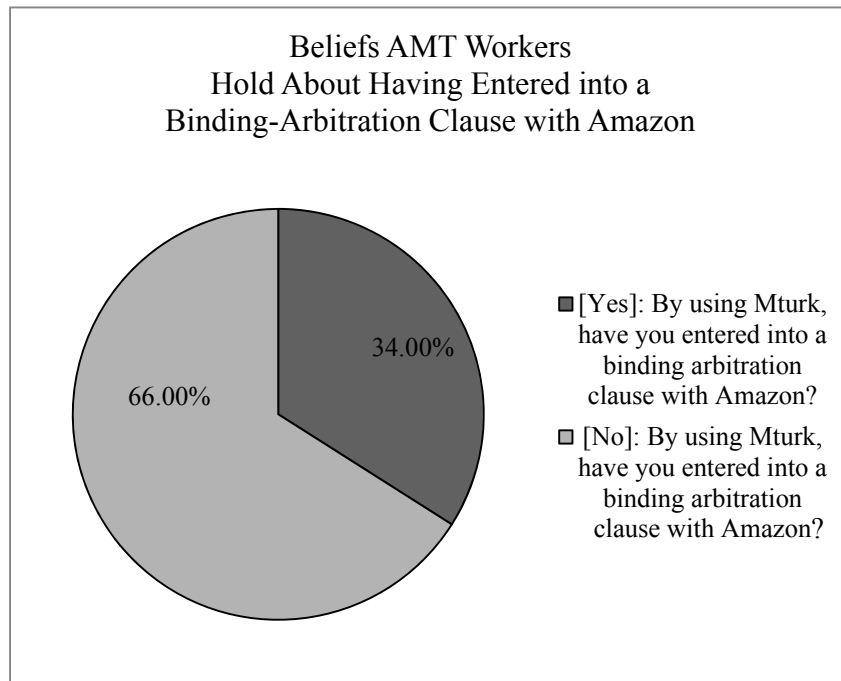 Beliefs AMT Workers
Hold About Having Entered into a
Binding-Arbitration Clause with Amazon
34.00%
66.00%
[Yes]: By using Mturk,
have you entered into a
binding arbitration
clause with Amazon?
[No]: By using Mturk,
have you entered into a
binding arbitration
clause with Amazon?